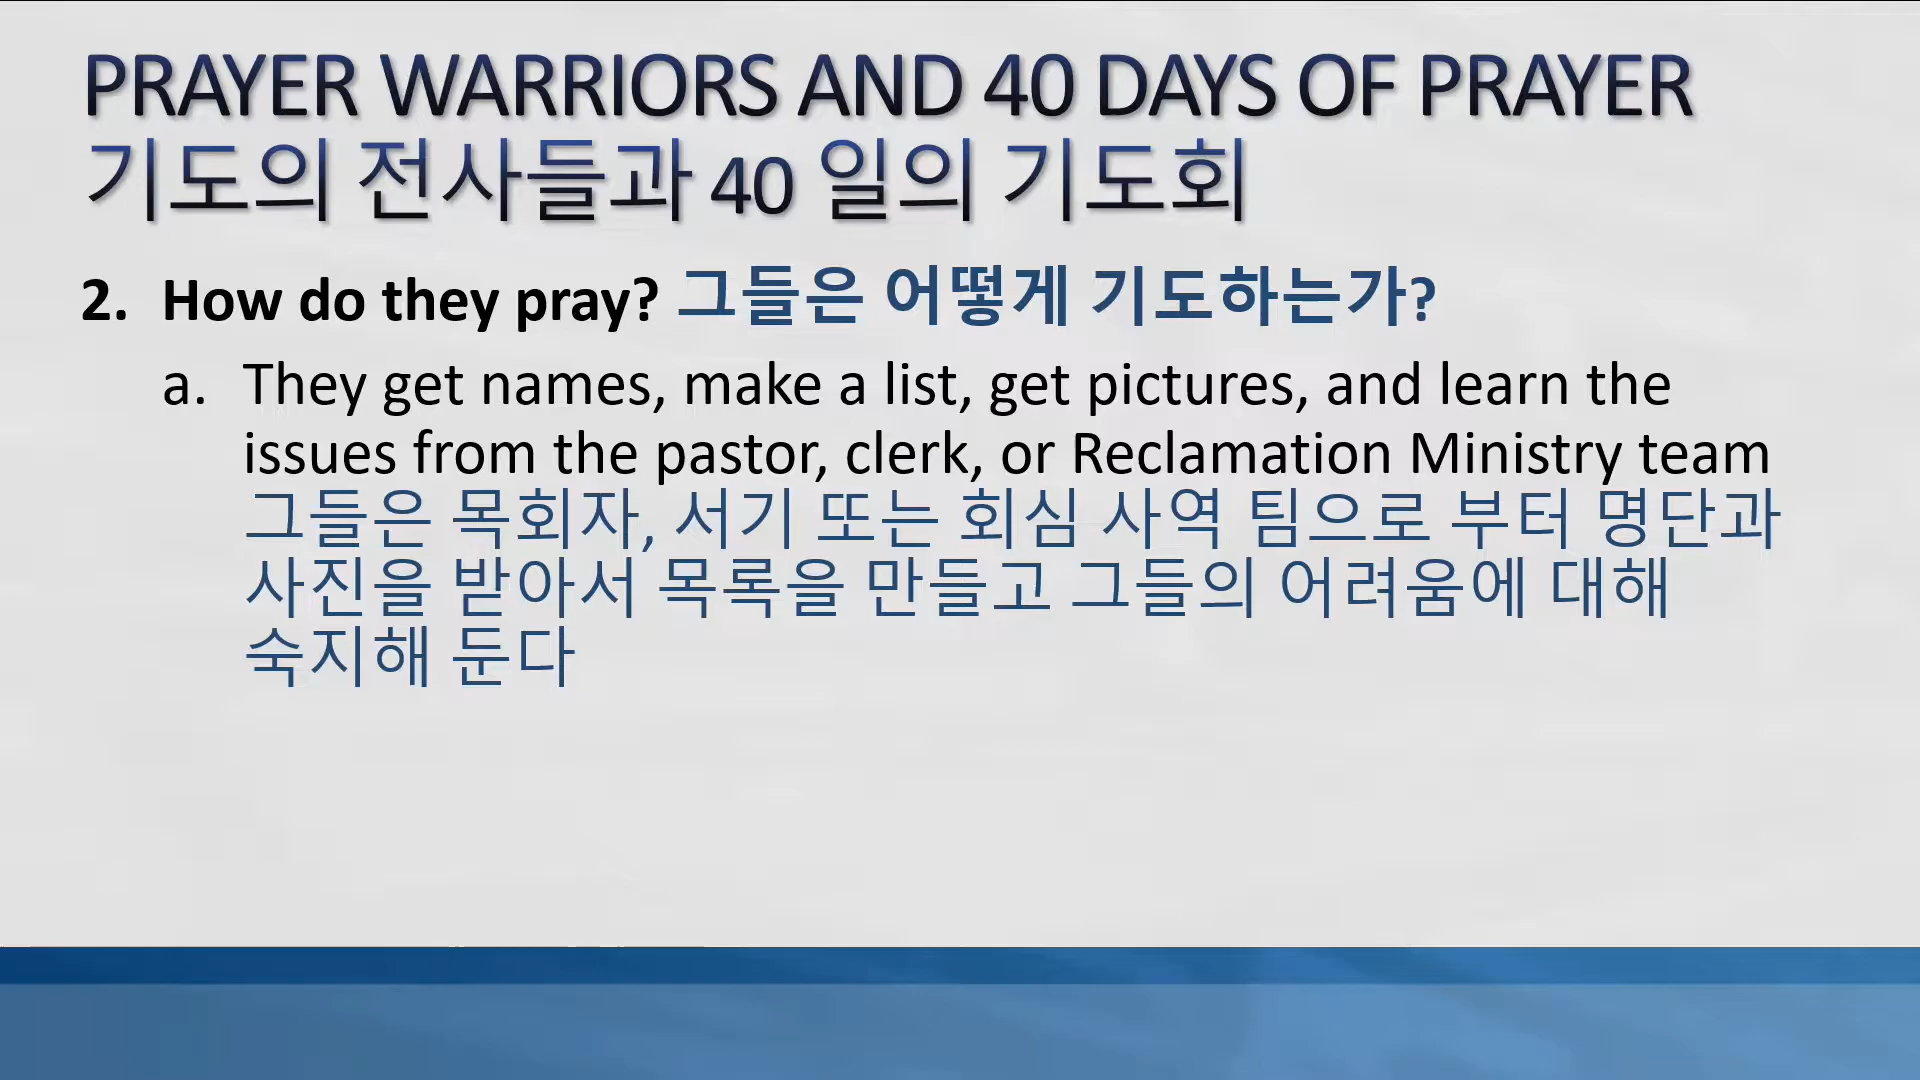 PRAYER WARRIORS AND 40 DAYS OF PRAYER
기도의 전사들과 40 일의 기도회
2. How do they pray? 그들은 어떻게 기도하는가?
a. They get names, make a list, get pictures, and learn the
issues from the pastor, clerk, or Reclamation Ministry team
그들은 목회자, 서기 또는 회심 사역 팀으로 부터 명단과
사진을 받아서 목록을 만들고 그들의 어려움에 대해
숙지해 둔다